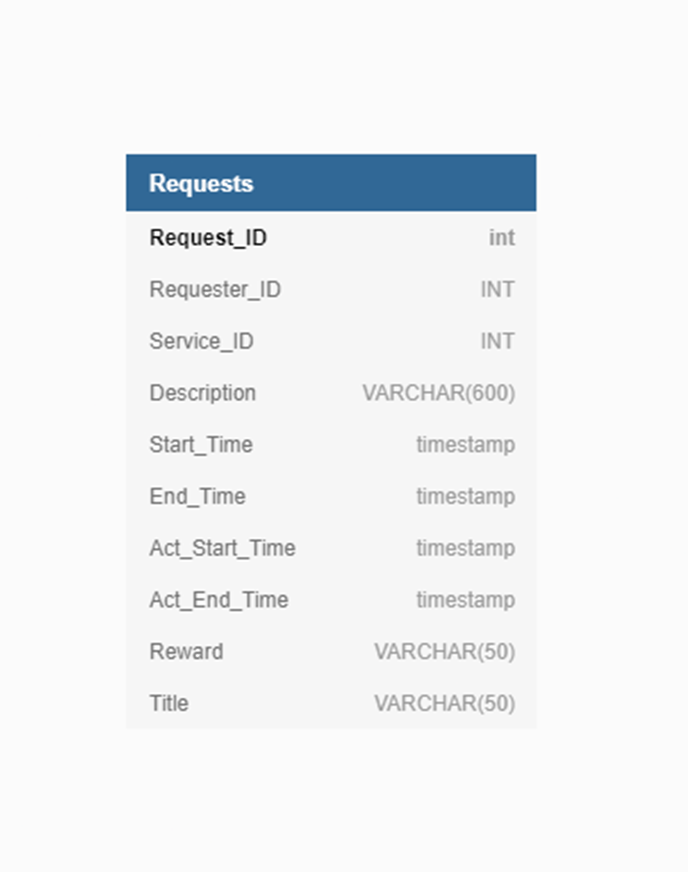 Requests
Request_ID int
Requester_ID INT
Service_ID INT
Description VARCHAR(600)
Start_Time timestamp
End_Time timestamp
Act_Start_Time timestamp
Act_End_Time timestamp
Reward VARCHAR(50)
Title VARCHAR(50)